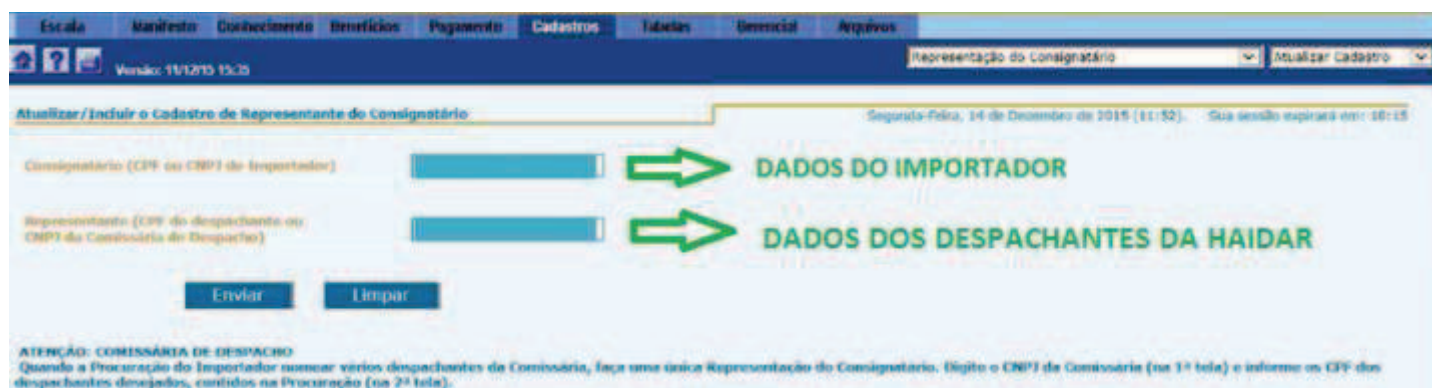 Escala Manifesto Conhecimento Benefícios Pagamento Cadastros Tabelas Gerencial Arquivos
Versão: 11/12/15 15:35
Representação do Consignatário Atualizar Cadastro
Atualizar/Incluir o Cadastro de Representante do Consignatário
Segunda-Feira, 14 de Dezembro de 2015 (11:52). Sua sessão expirará em: 18:15
Consignatário (CPF ou CNPJ do Importador)
DADOS DO IMPORTADOR
Representante (CPF do despachante ou
CNPJ da Comissária de Despacho)
DADOS DOS DESPACHANTES DA HAIDAR
Enviar Limpar
ATENÇÃO: COMISSÁRIA DE DESPACHO
Quando a Procuração do Importador nomear vários despachantes da Comissária, faça uma única Representação do Consignatário. Digite o CNPJ da Comissária (na 1ª tela) e informe os CPF dos
despachantes desejados, contidos na Procuração (na 2ª tela).